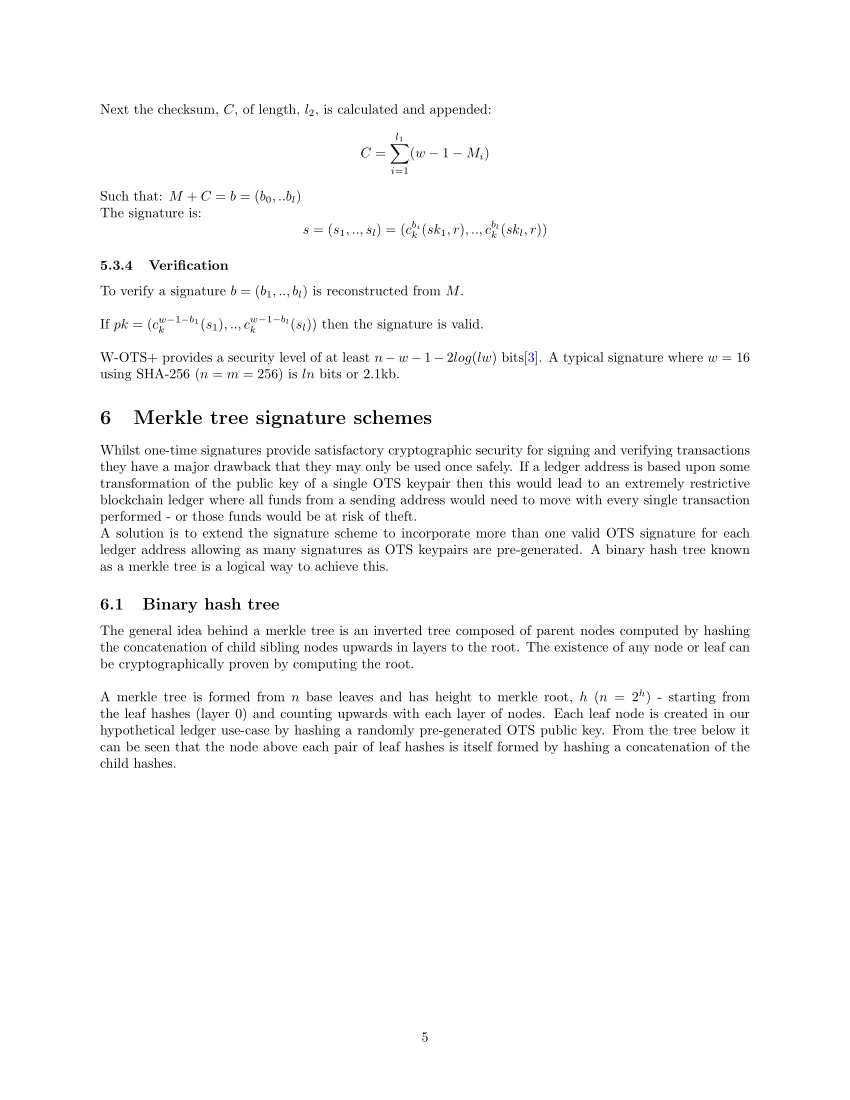 Next the checksum, C, of length, l₂, is calculated and appended:
C = ∑_{i=1}^{l₁} (w − 1 − M_i)
Such that: M + C = b = (b₀, ..b_l)
The signature is:
s = (s₁, .., s_l) = (c_k^{b_i}(sk₁, r), .., c_k^{b_l}(sk_l, r))
5.3.4 Verification
To verify a signature b = (b₁, .., b_l) is reconstructed from M.
If pk = (c_k^{w−1−b₁}(s₁), .., c_k^{w−1−b_l}(s_l)) then the signature is valid.
W-OTS+ provides a security level of at least n − w − 1 − 2log(lw) bits[3]. A typical signature where w = 16
using SHA-256 (n = m = 256) is ln bits or 2.1kb.
6 Merkle tree signature schemes
Whilst one-time signatures provide satisfactory cryptographic security for signing and verifying transactions
they have a major drawback that they may only be used once safely. If a ledger address is based upon some
transformation of the public key of a single OTS keypair then this would lead to an extremely restrictive
blockchain ledger where all funds from a sending address would need to move with every single transaction
performed - or those funds would be at risk of theft.
A solution is to extend the signature scheme to incorporate more than one valid OTS signature for each
ledger address allowing as many signatures as OTS keypairs are pre-generated. A binary hash tree known
as a merkle tree is a logical way to achieve this.
6.1 Binary hash tree
The general idea behind a merkle tree is an inverted tree composed of parent nodes computed by hashing
the concatenation of child sibling nodes upwards in layers to the root. The existence of any node or leaf can
be cryptographically proven by computing the root.
A merkle tree is formed from n base leaves and has height to merkle root, h (n = 2^h) - starting from
the leaf hashes (layer 0) and counting upwards with each layer of nodes. Each leaf node is created in our
hypothetical ledger use-case by hashing a randomly pre-generated OTS public key. From the tree below it
can be seen that the node above each pair of leaf hashes is itself formed by hashing a concatenation of the
child hashes.
5